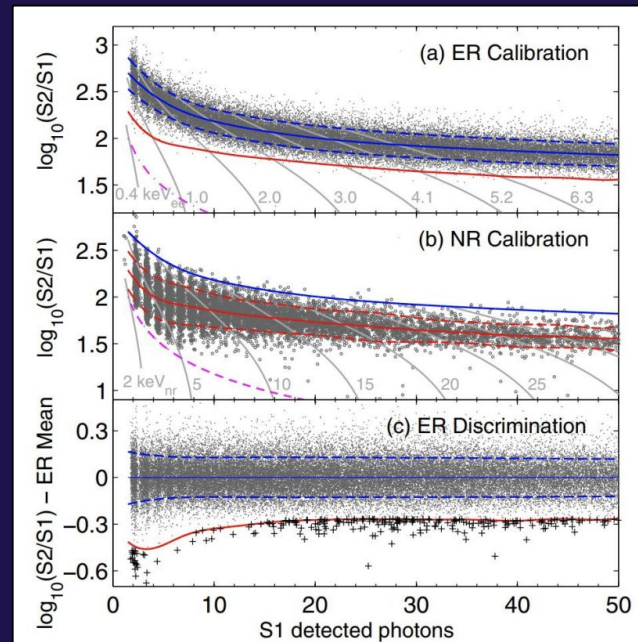 (a) ER Calibration
log₁₀(S2/S1)
3
2.5
2
1.5
0.4 keVₑₑ
1.0
2.0
3.0
4.1
5.2
6.3
(b) NR Calibration
log₁₀(S2/S1)
2.5
2
1.5
1
2 keVₙᵣ
5
10
15
20
25
(c) ER Discrimination
log₁₀(S2/S1) − ER Mean
0.3
0
−0.3
−0.6
0 10 20 30 40 50
S1 detected photons